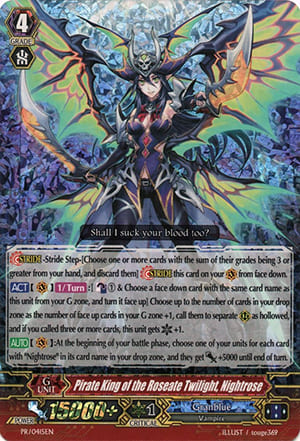 4
GRADE
Shall I suck your blood too?
STRIDE -Stride Step-[Choose one or more cards with the sum of their grades being 3 or
greater from your hand, and discard them] STRIDE this card on your (V) from face down.
ACT [(V)] 1/Turn :[(1) & Choose a face down card with the same card name as
this unit from your G zone, and turn it face up] Choose up to the number of cards in your drop
zone as the number of face up cards in your G zone +1, call them to separate (R) as hollowed,
and if you called three or more cards, this unit gets +1.
AUTO [(V)]:At the beginning of your battle phase, choose one of your units for each card
with "Nightrose" in its card name in your drop zone, and they get +5000 until end of turn.
G
UNIT
Pirate King of the Roseate Twilight, Nightrose
POWER
15000+
1
CRITICAL
Granblue
Vampire
PR/0415EN
ILLUST / touge369